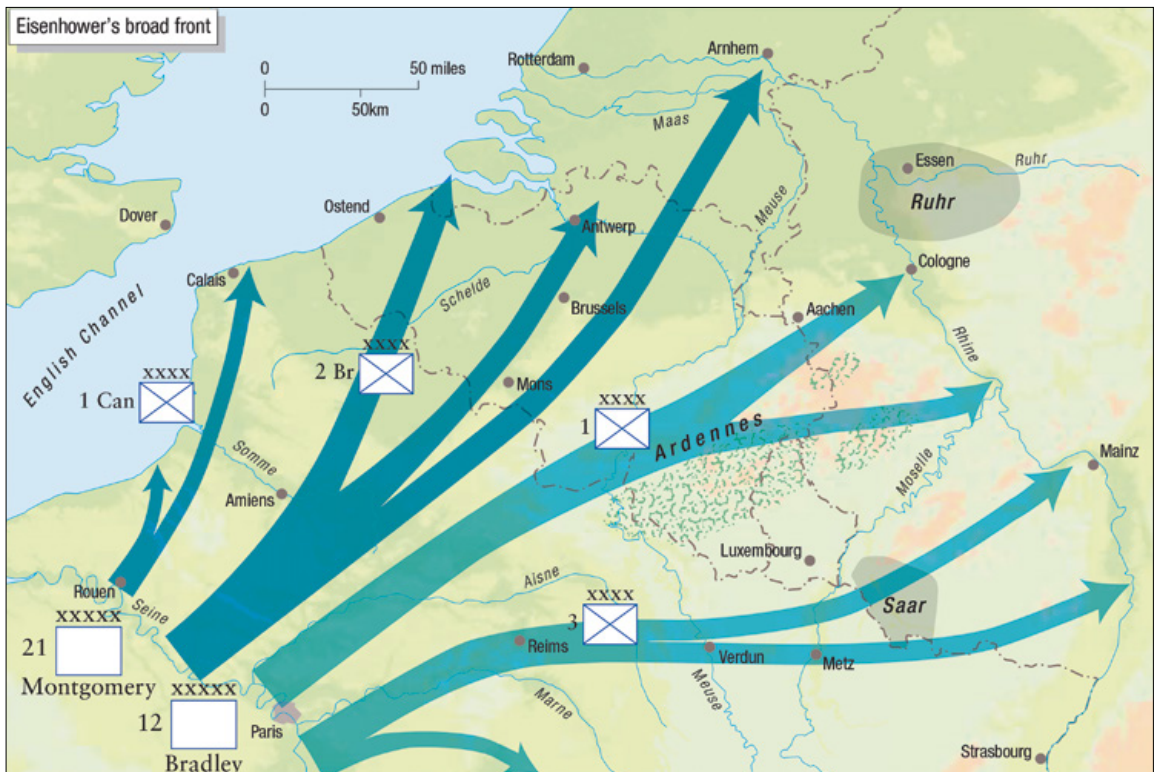 Eisenhower's broad front
0 50 miles
0 50km
Rotterdam
Arnhem
Maas
Essen
Ruhr
Ruhr
Dover
Ostend
Antwerp
Meuse
Calais
Schelde
Brussels
Cologne
Aachen
English Channel
Rhine
XXXX
2 Br
Mons
XXXX
1 Can
XXXX
1
Ardennes
Somme
Amiens
Moselle
Mainz
Luxembourg
Rouen
Seine
Aisne
XXXX
3
Saar
Reims
Verdun
Metz
XXXXX
21
Montgomery
XXXXX
12
Bradley
Paris
Marne
Meuse
Strasbourg